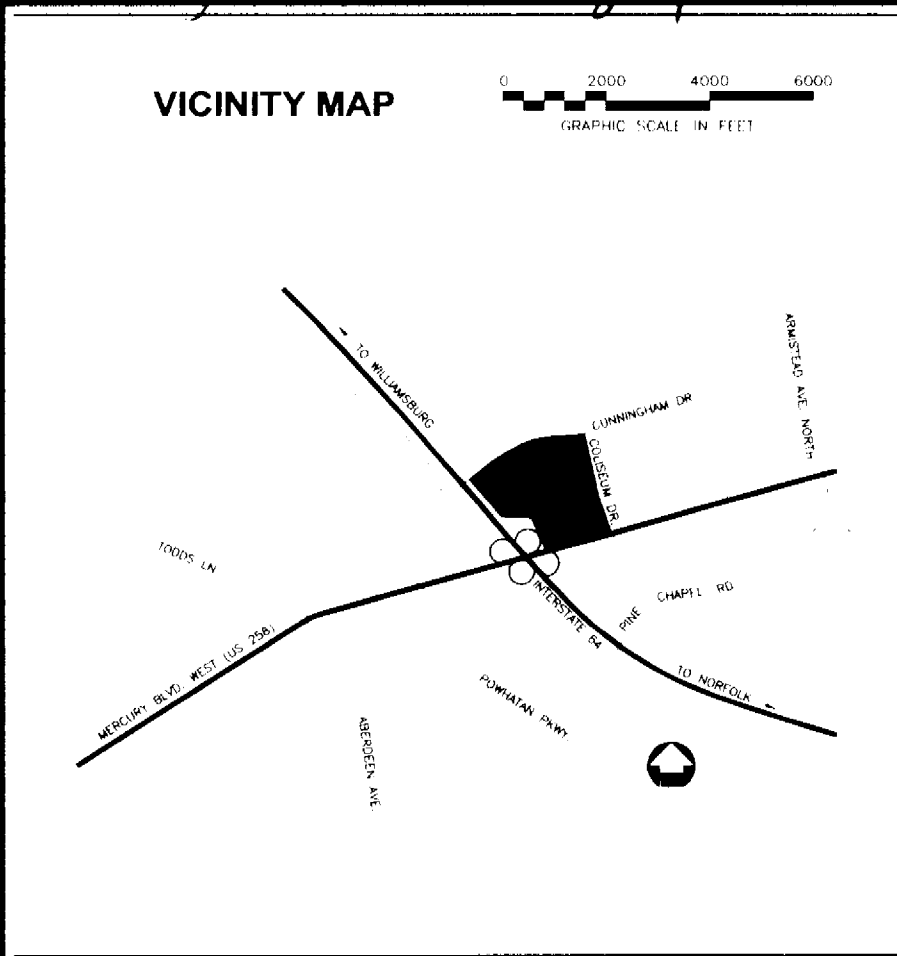 VICINITY MAP
0 2000 4000 6000
GRAPHIC SCALE IN FEET
TO WILLIAMSBURG
ARMISTEAD AVE. NORTH
CUNNINGHAM DR
COLISEUM DR.
TODDS LN
INTERSTATE 64
PINE CHAPEL RD
MERCURY BLVD. WEST (US 258)
TO NORFOLK
POWHATAN PKWY.
ABERDEEN AVE.